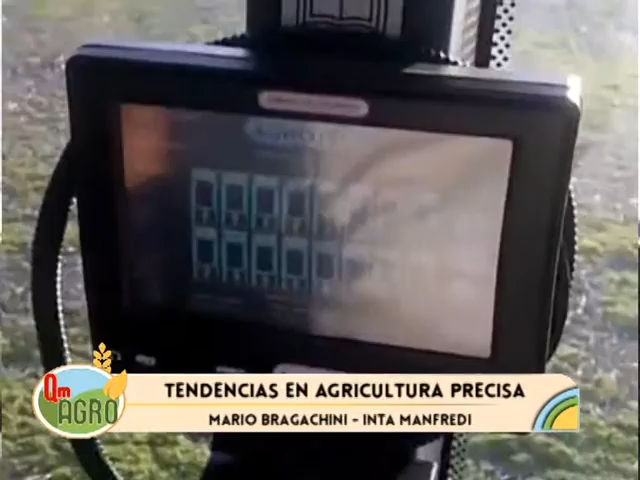 Qm
AGRO
TENDENCIAS EN AGRICULTURA PRECISA
MARIO BRAGACHINI - INTA MANFREDI